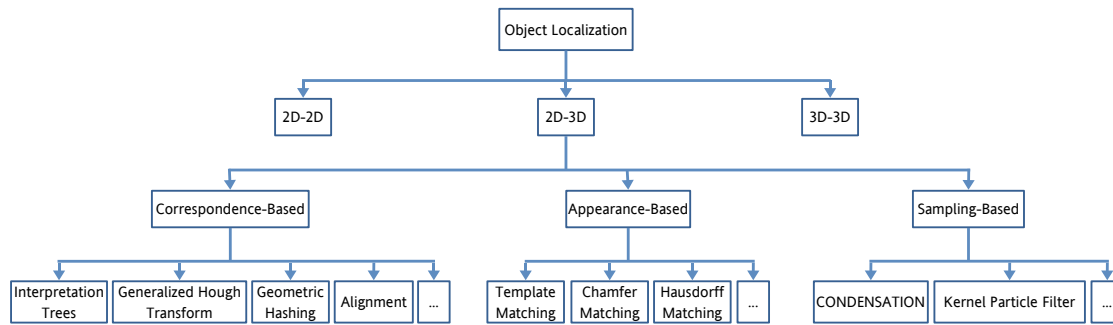 Object Localization
2D-2D
2D-3D
3D-3D
Correspondence-Based
Appearance-Based
Sampling-Based
Interpretation
Trees
Generalized Hough
Transform
Geometric
Hashing
Alignment
...
Template
Matching
Chamfer
Matching
Hausdorff
Matching
...
CONDENSATION
Kernel Particle Filter
...